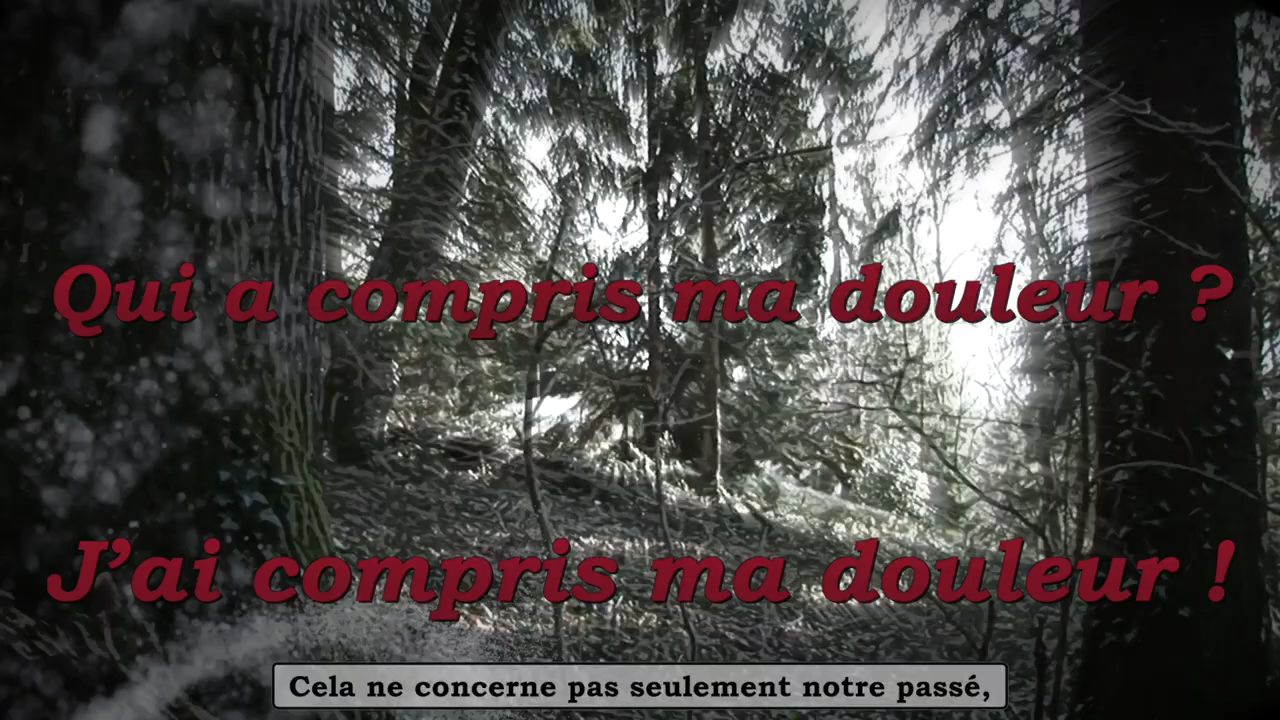 Qui a compris ma douleur ?
J’ai compris ma douleur !
Cela ne concerne pas seulement notre passé,